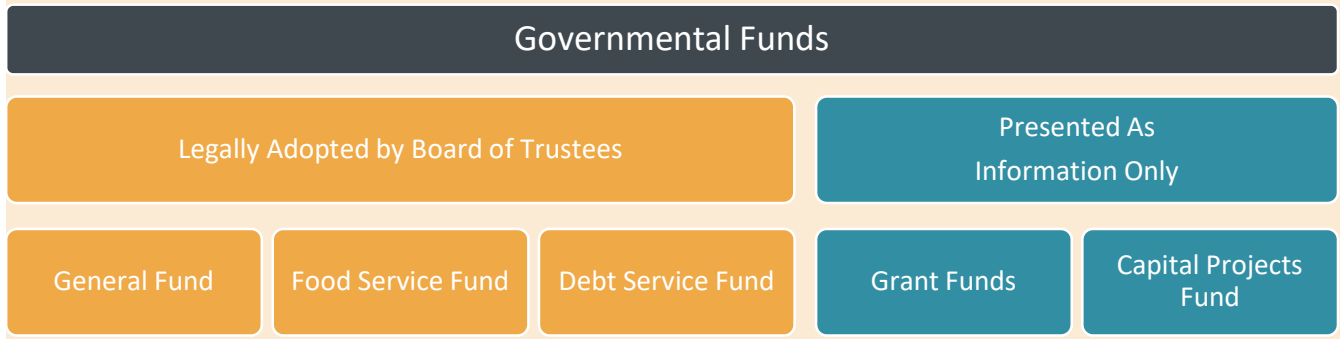 Governmental Funds
Legally Adopted by Board of Trustees
Presented As
Information Only
General Fund
Food Service Fund
Debt Service Fund
Grant Funds
Capital Projects
Fund